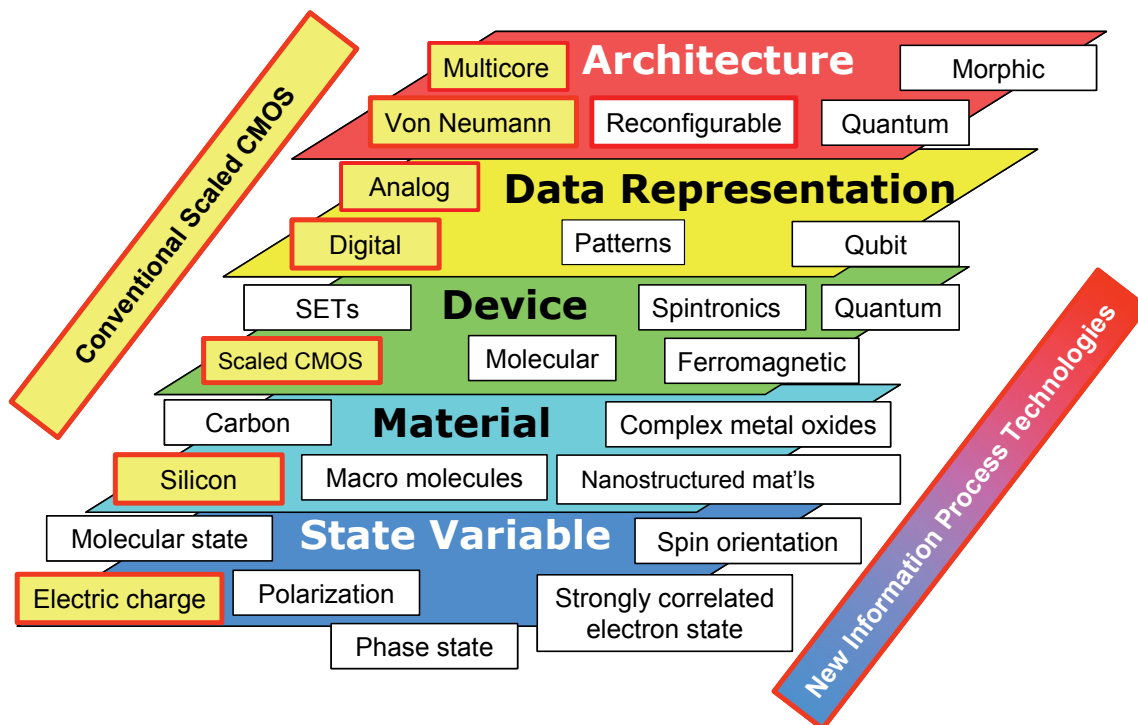 Conventional Scaled CMOS
Architecture
Multicore
Morphic
Von Neumann
Reconfigurable
Quantum
Analog
Data Representation
Digital
Patterns
Qubit
SETs
Device
Spintronics
Quantum
Scaled CMOS
Molecular
Ferromagnetic
Carbon
Material
Complex metal oxides
Silicon
Macro molecules
Nanostructured mat'ls
Molecular state
State Variable
Spin orientation
Electric charge
Polarization
Strongly correlated
electron state
Phase state
New Information Process Technologies